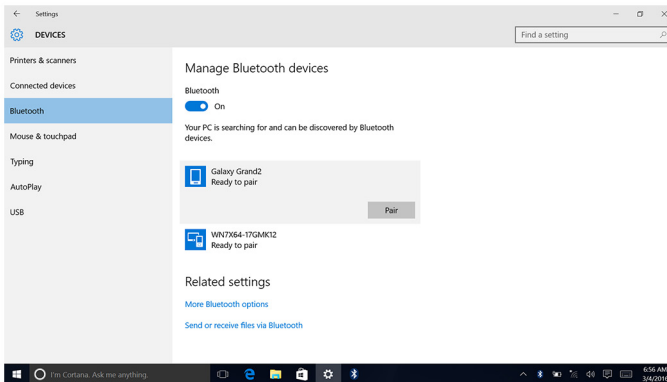 Settings
DEVICES
Find a setting
Printers & scanners
Connected devices
Bluetooth
Mouse & touchpad
Typing
AutoPlay
USB
Manage Bluetooth devices
Bluetooth
On
Your PC is searching for and can be discovered by Bluetooth
devices.
Galaxy Grand2
Ready to pair
Pair
WN7X64-17GMK12
Ready to pair
Related settings
More Bluetooth options
Send or receive files via Bluetooth
I'm Cortana. Ask me anything.
6:56 AM
3/4/2016